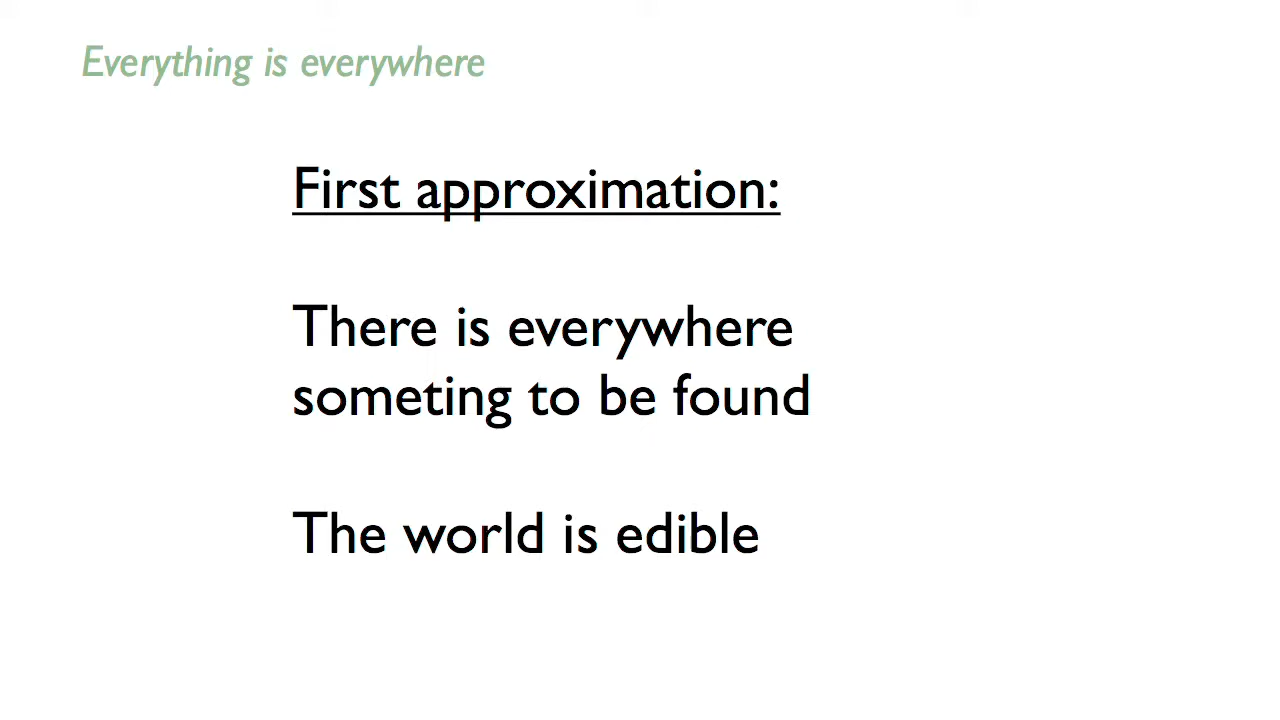 Everything is everywhere
First approximation:
There is everywhere
someting to be found
The world is edible